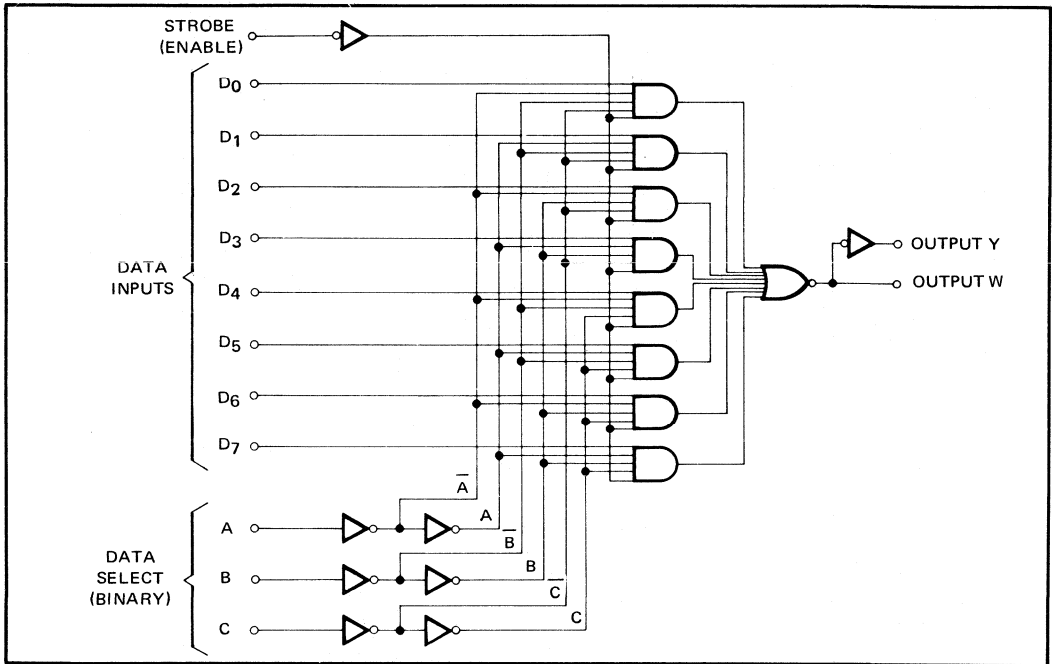 STROBE
(ENABLE)
D0
D1
D2
D3
D4
D5
D6
D7
DATA
INPUTS
OUTPUT Y
OUTPUT W
A̅
A
B̅
B
C̅
C
A
B
C
DATA
SELECT
(BINARY)